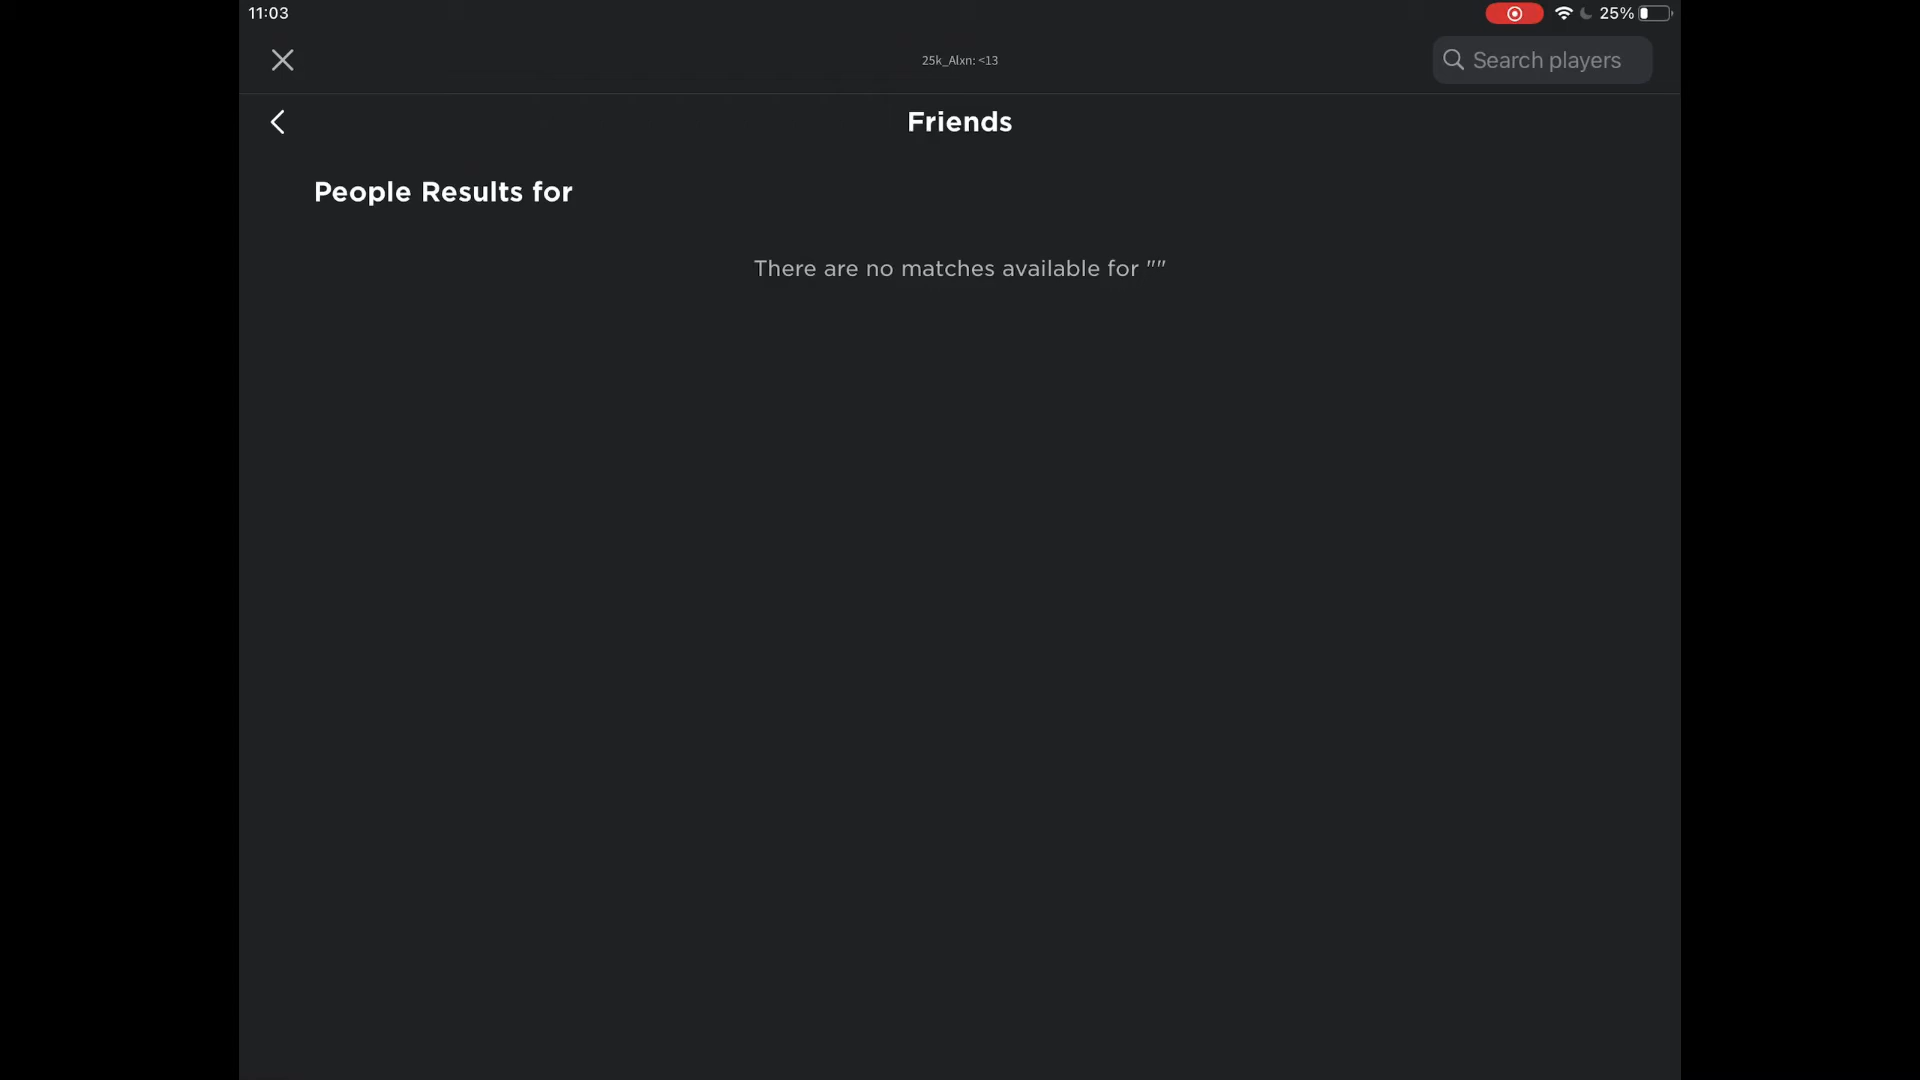 11:03
25%
25k_Alxn: <13
Search players
Friends
People Results for
There are no matches available for ""